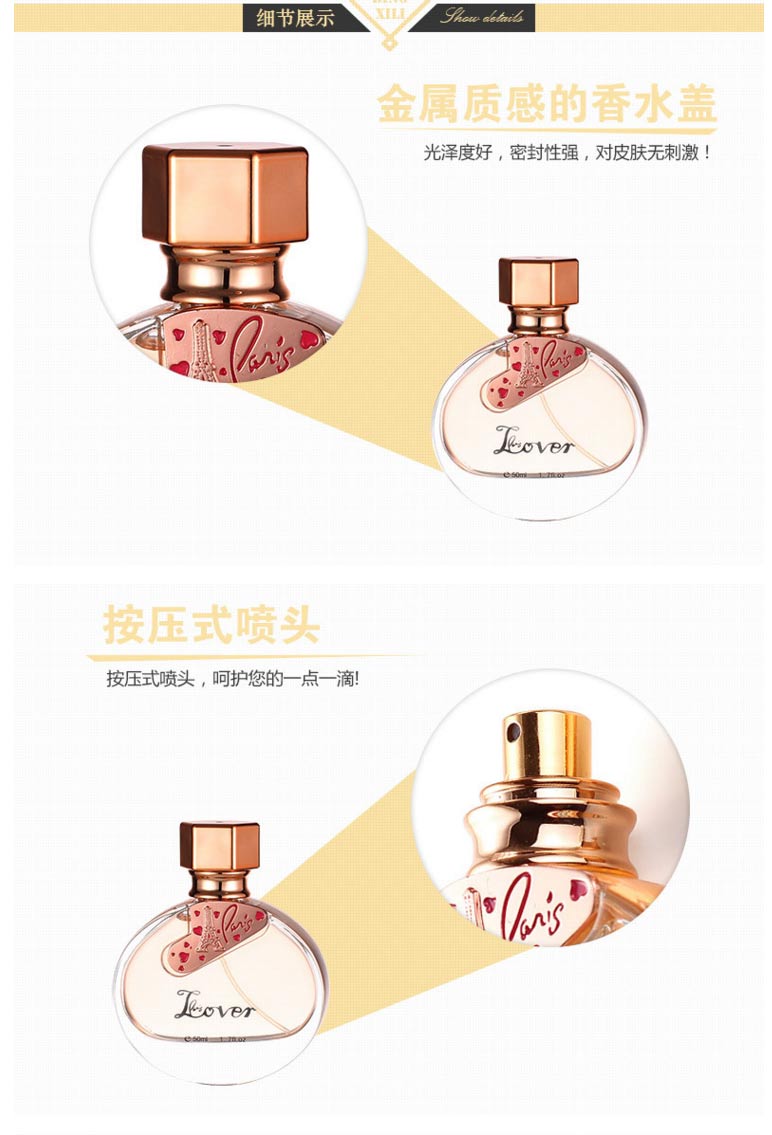 细节展示
XILI
Show details
金属质感的香水盖
光泽度好，密封性强，对皮肤无刺激！
Paris
Paris
Lover
e 50ml 1.7fl.oz
按压式喷头
按压式喷头，呵护您的一点一滴!
Paris
Paris
Lover
e 50ml 1.7fl.oz